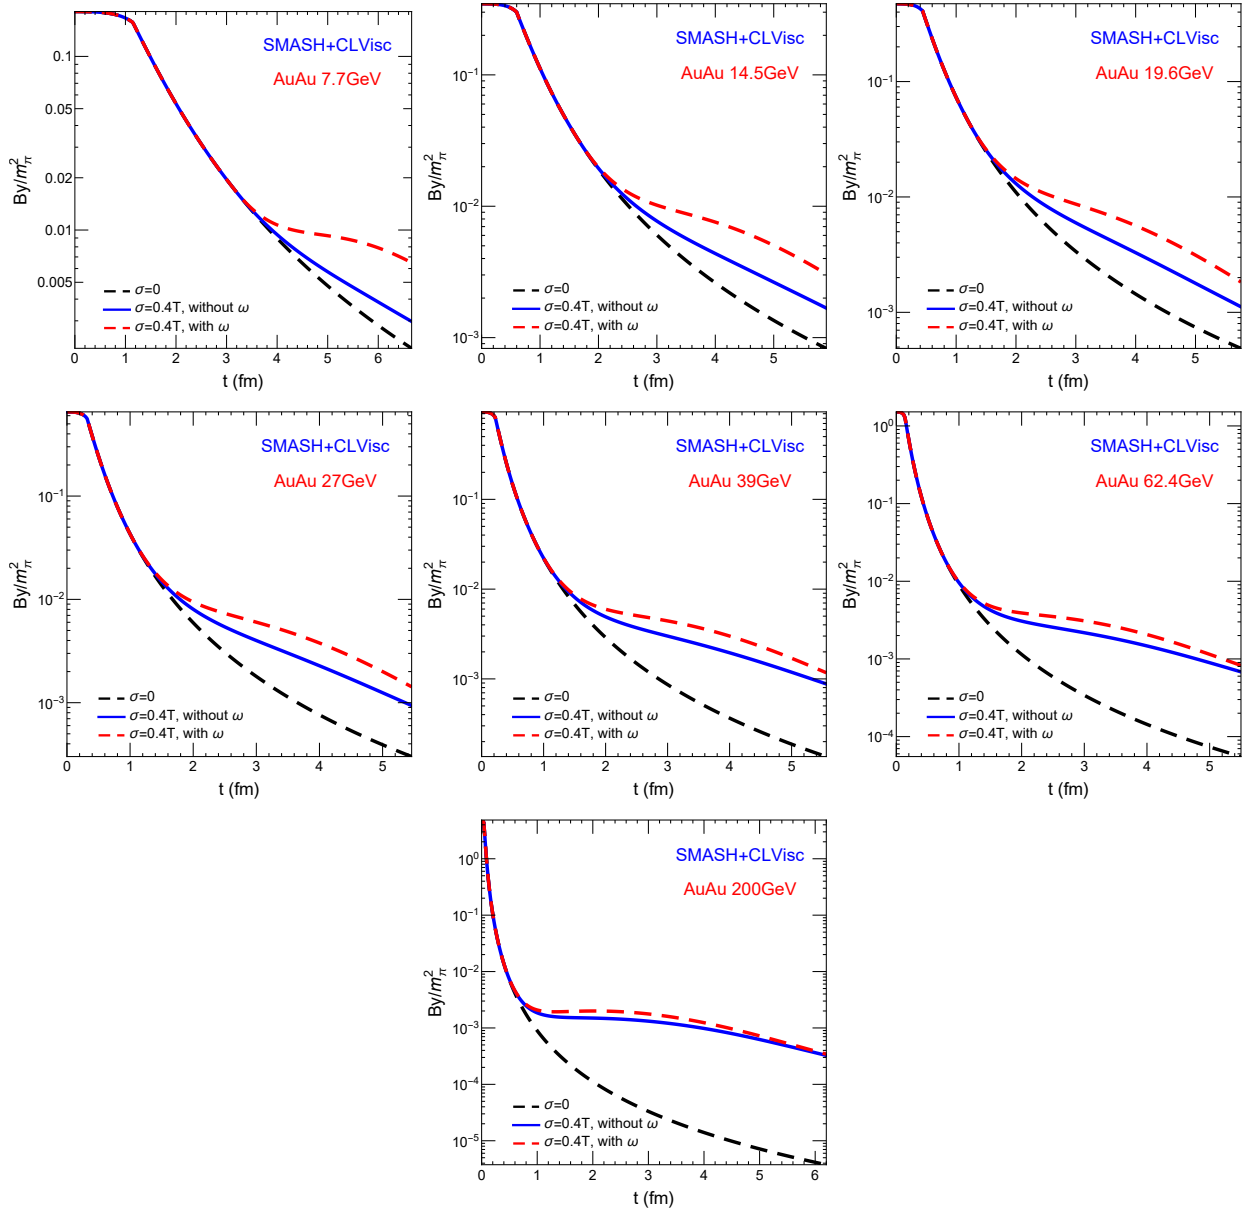 SMASH+CLVisc
AuAu 7.7GeV
By/m²π
0.1
0.05
0.02
0.01
0.005
σ=0
σ=0.4T, without ω
σ=0.4T, with ω
0 1 2 3 4 5 6
t (fm)
SMASH+CLVisc
AuAu 14.5GeV
By/m²π
10⁻¹
10⁻²
10⁻³
σ=0
σ=0.4T, without ω
σ=0.4T, with ω
0 1 2 3 4 5
t (fm)
SMASH+CLVisc
AuAu 19.6GeV
By/m²π
10⁻¹
10⁻²
10⁻³
σ=0
σ=0.4T, without ω
σ=0.4T, with ω
0 1 2 3 4 5
t (fm)
SMASH+CLVisc
AuAu 27GeV
By/m²π
10⁻¹
10⁻²
10⁻³
σ=0
σ=0.4T, without ω
σ=0.4T, with ω
0 1 2 3 4 5
t (fm)
SMASH+CLVisc
AuAu 39GeV
By/m²π
10⁻¹
10⁻²
10⁻³
σ=0
σ=0.4T, without ω
σ=0.4T, with ω
0 1 2 3 4 5
t (fm)
SMASH+CLVisc
AuAu 62.4GeV
By/m²π
10⁰
10⁻¹
10⁻²
10⁻³
10⁻⁴
σ=0
σ=0.4T, without ω
σ=0.4T, with ω
0 1 2 3 4 5
t (fm)
SMASH+CLVisc
AuAu 200GeV
By/m²π
10⁰
10⁻¹
10⁻²
10⁻³
10⁻⁴
10⁻⁵
σ=0
σ=0.4T, without ω
σ=0.4T, with ω
0 1 2 3 4 5 6
t (fm)